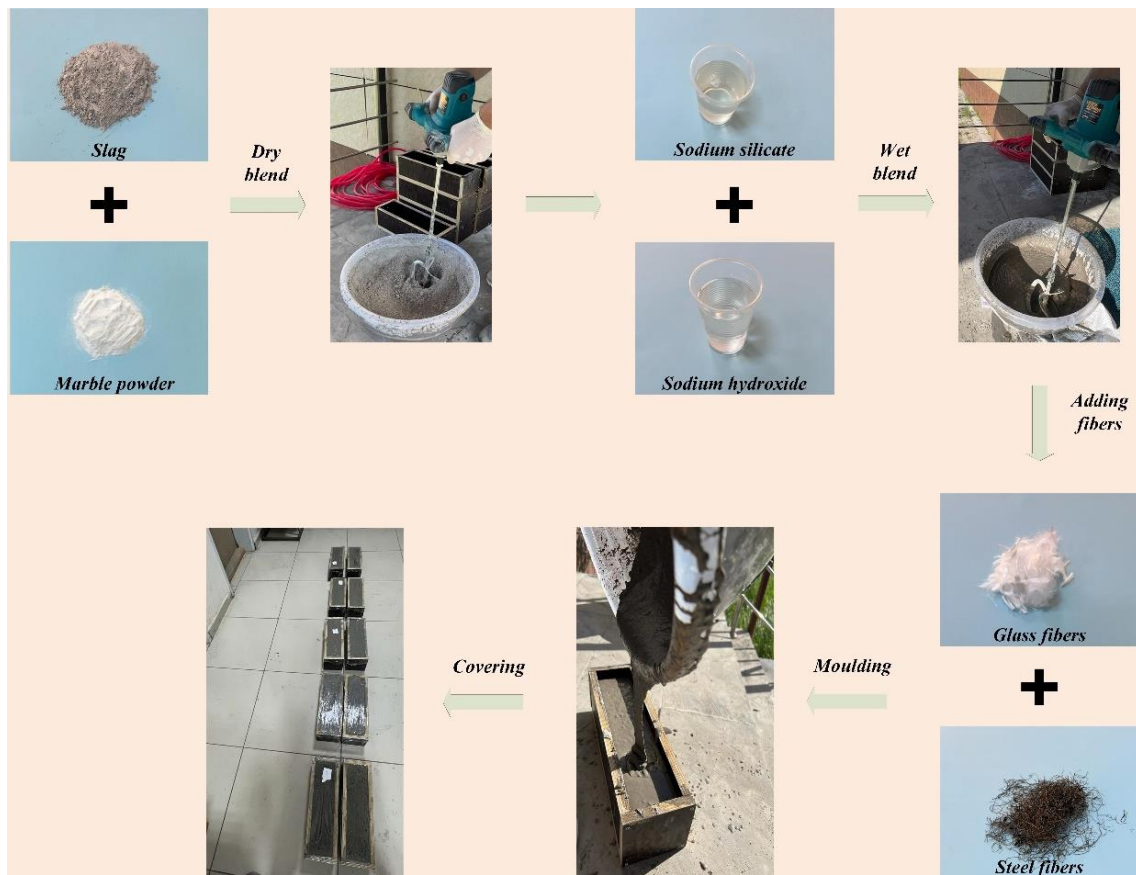 Slag
Dry
blend
Marble powder
Sodium silicate
Sodium hydroxide
Wet
blend
Adding
fibers
Glass fibers
Steel fibers
Moulding
Covering